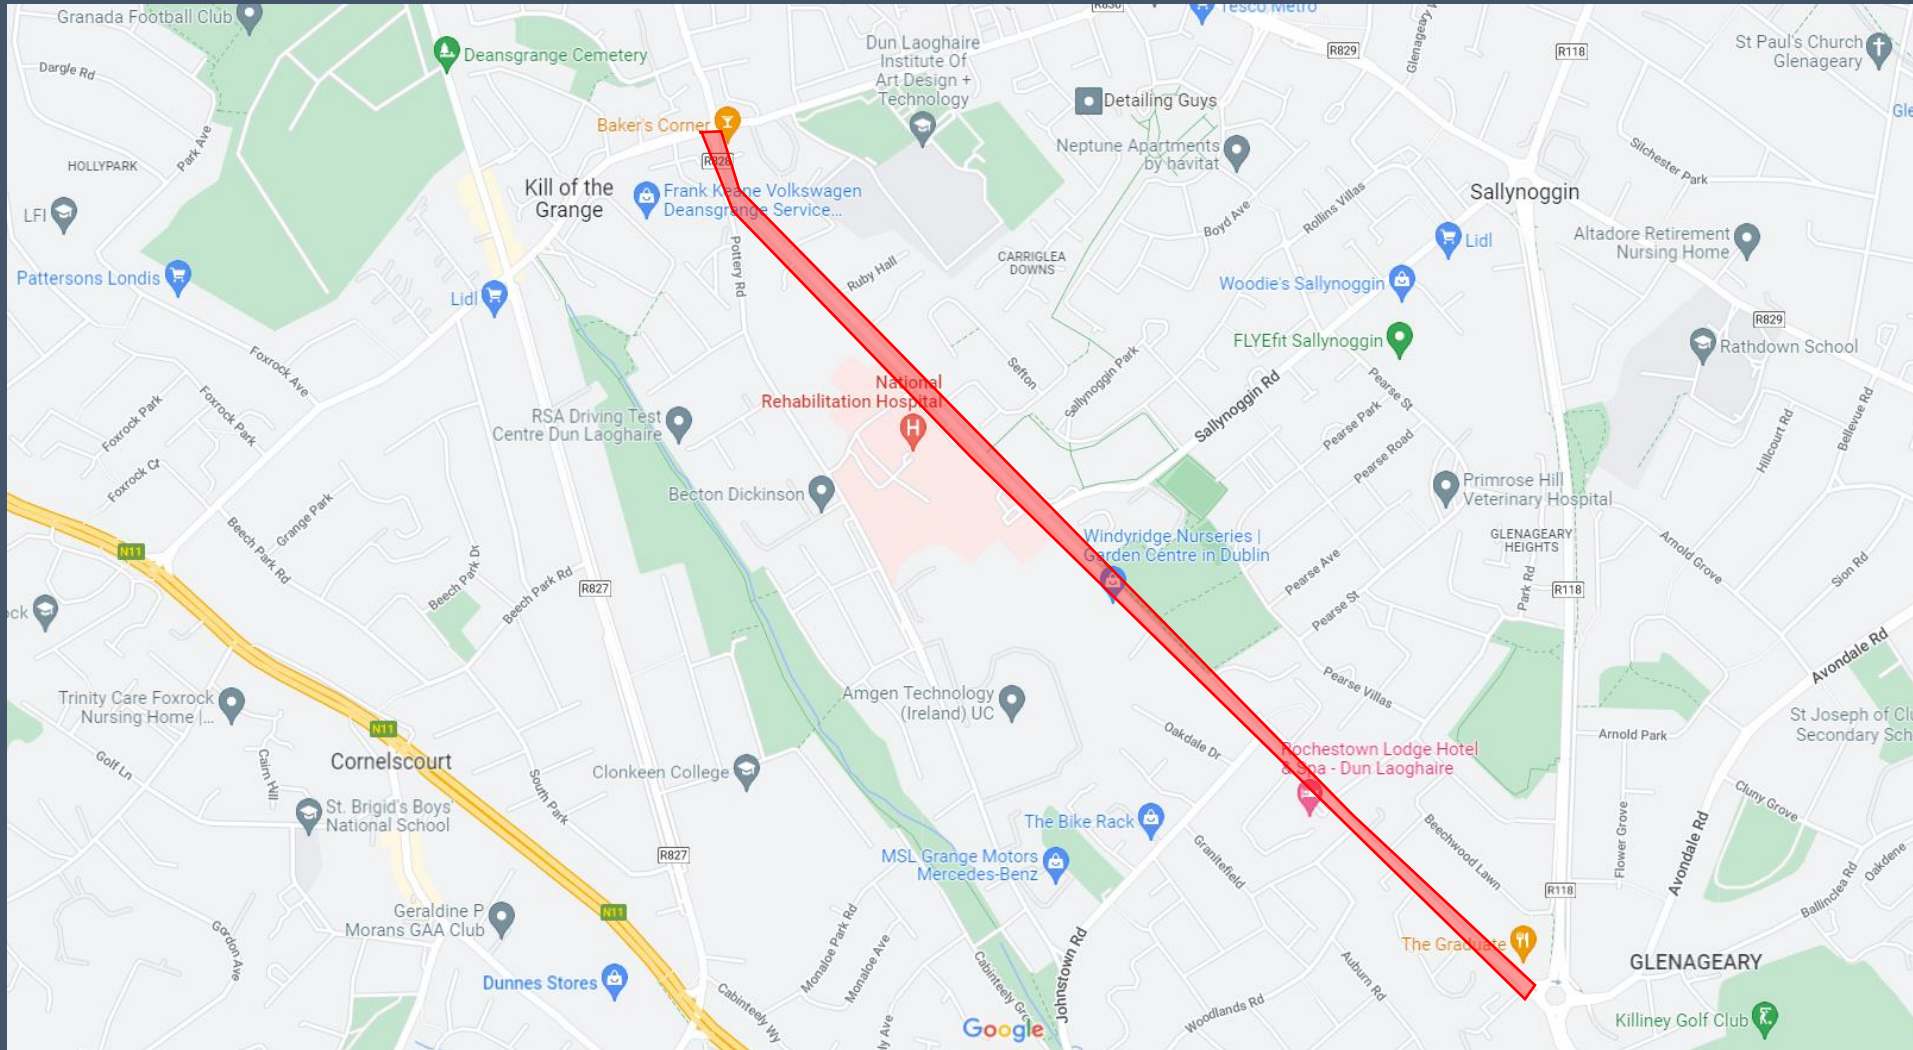 Granada Football Club
Deansgrange Cemetery
Dun Laoghaire
Institute Of
Art Design +
Technology
R830
Tesco Metro
R829
Glenageary
R118
St Paul's Church
Glenageary
Dargle Rd
Park Ave
HOLLYPARK
Baker's Corner
R828
Detailing Guys
Neptune Apartments
by havitat
Silchester Park
Gle
LFI
Kill of the
Grange
Frank Keane Volkswagen
Deansgrange Service...
Pottery Rd
Ruby Hall
CARRIGLEA
DOWNS
Boyd Ave
Rollins Villas
Sallynoggin
Lidl
Altadore Retirement
Nursing Home
Pattersons Londis
Lidl
Woodie's Sallynoggin
R829
FLYEfit Sallynoggin
Rathdown School
Foxrock Ave
Foxrock Park
Foxrock Park
Foxrock Ct
RSA Driving Test
Centre Dun Laoghaire
National
Rehabilitation Hospital
H
Sefton
Sallynoggin Park
Sallynoggin Rd
Pearse St
Pearse Park
Pearse Road
Hillcourt Rd
Bellevue Rd
Becton Dickinson
Primrose Hill
Veterinary Hospital
Grange Park
Beech Park Rd
Beech Park Dr
Beech Park Rd
N11
R827
Windyridge Nurseries |
Garden Centre in Dublin
GLENAGEARY
HEIGHTS
Pearse Ave
Pearse St
Park Rd
R118
Arnold Grove
Sion Rd
ock
Avondale Rd
Trinity Care Foxrock
Nursing Home |...
Amgen Technology
(Ireland) UC
Pearse Villas
Oakdale Dr
Arnold Park
St Joseph of Clu
Secondary Sch
N11
Cornelscourt
Golf Ln
Cairn Hill
South Park
Clonkeen College
Rochestown Lodge Hotel
& Spa - Dun Laoghaire
St. Brigid's Boys'
National School
The Bike Rack
Granitefield
Beechwood Lawn
Flower Grove
Avondale Rd
Cluny Grove
R827
MSL Grange Motors
Mercedes-Benz
R118
Ballinclea Rd
Oakdene
Geraldine P
Morans GAA Club
N11
Gordon Ave
Monaloe Park Rd
Monaloe Ave
Johnstown Rd
Auburn Rd
The Graduate
GLENAGEARY
Dunnes Stores
Cabinteely Wy
ly Ave
Cabinteely Gre
Woodlands Rd
Killiney Golf Club
Google